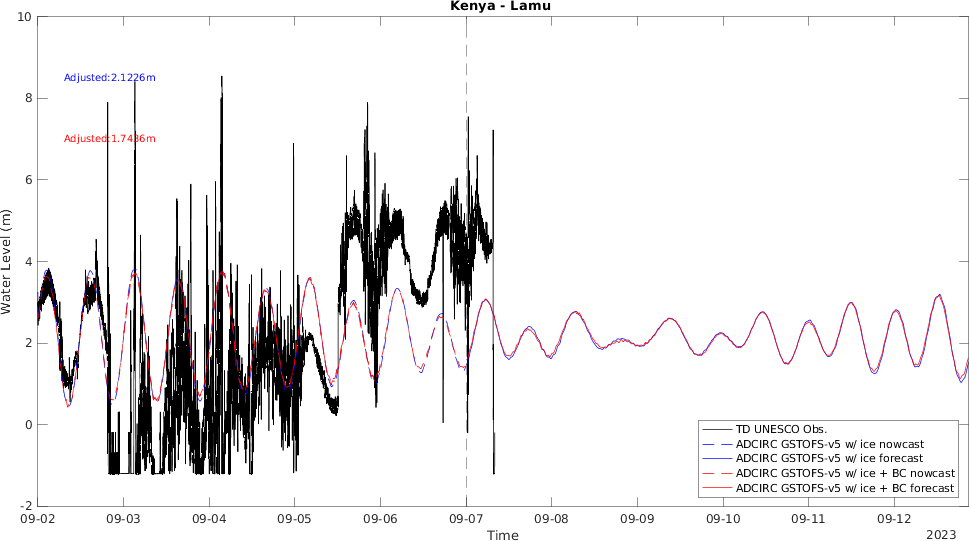 Kenya - Lamu
10
8
6
4
2
0
-2
Water Level (m)
Adjusted:2.1226m
Adjusted:1.7436m
TD UNESCO Obs.
ADCIRC GSTOFS-v5 w/ ice nowcast
ADCIRC GSTOFS-v5 w/ ice forecast
ADCIRC GSTOFS-v5 w/ ice + BC nowcast
ADCIRC GSTOFS-v5 w/ ice + BC forecast
09-02 09-03 09-04 09-05 09-06 09-07 09-08 09-09 09-10 09-11 09-12
Time
2023